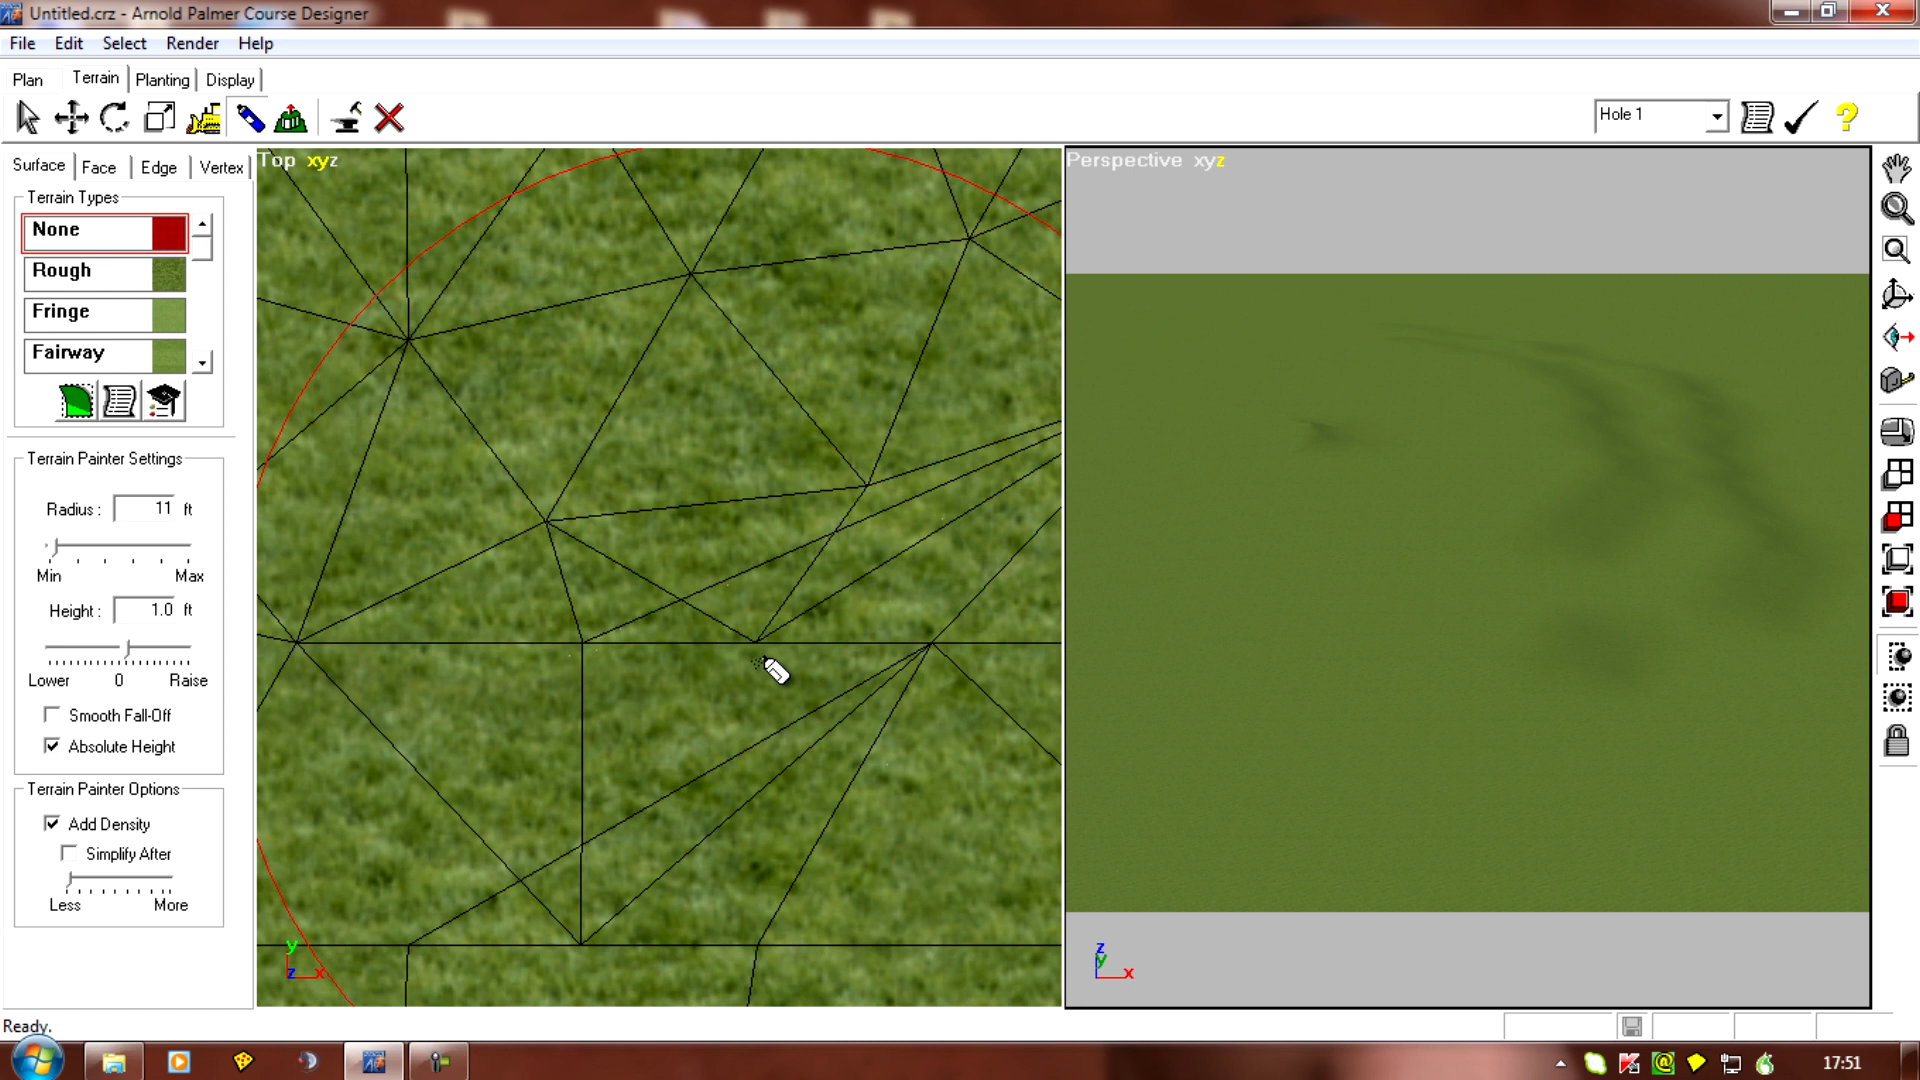 Untitled.crz - Arnold Palmer Course Designer
File Edit Select Render Help
Plan Terrain Planting Display
Hole 1
Surface Face Edge Vertex
Terrain Types
None
Rough
Fringe
Fairway
Terrain Painter Settings
Radius : 11 ft
Min Max
Height : 1.0 ft
Lower 0 Raise
Smooth Fall-Off
Absolute Height
Terrain Painter Options
Add Density
Simplify After
Less More
Top xyz
y
z x
Perspective xyz
z
y
x
Ready.
17:51